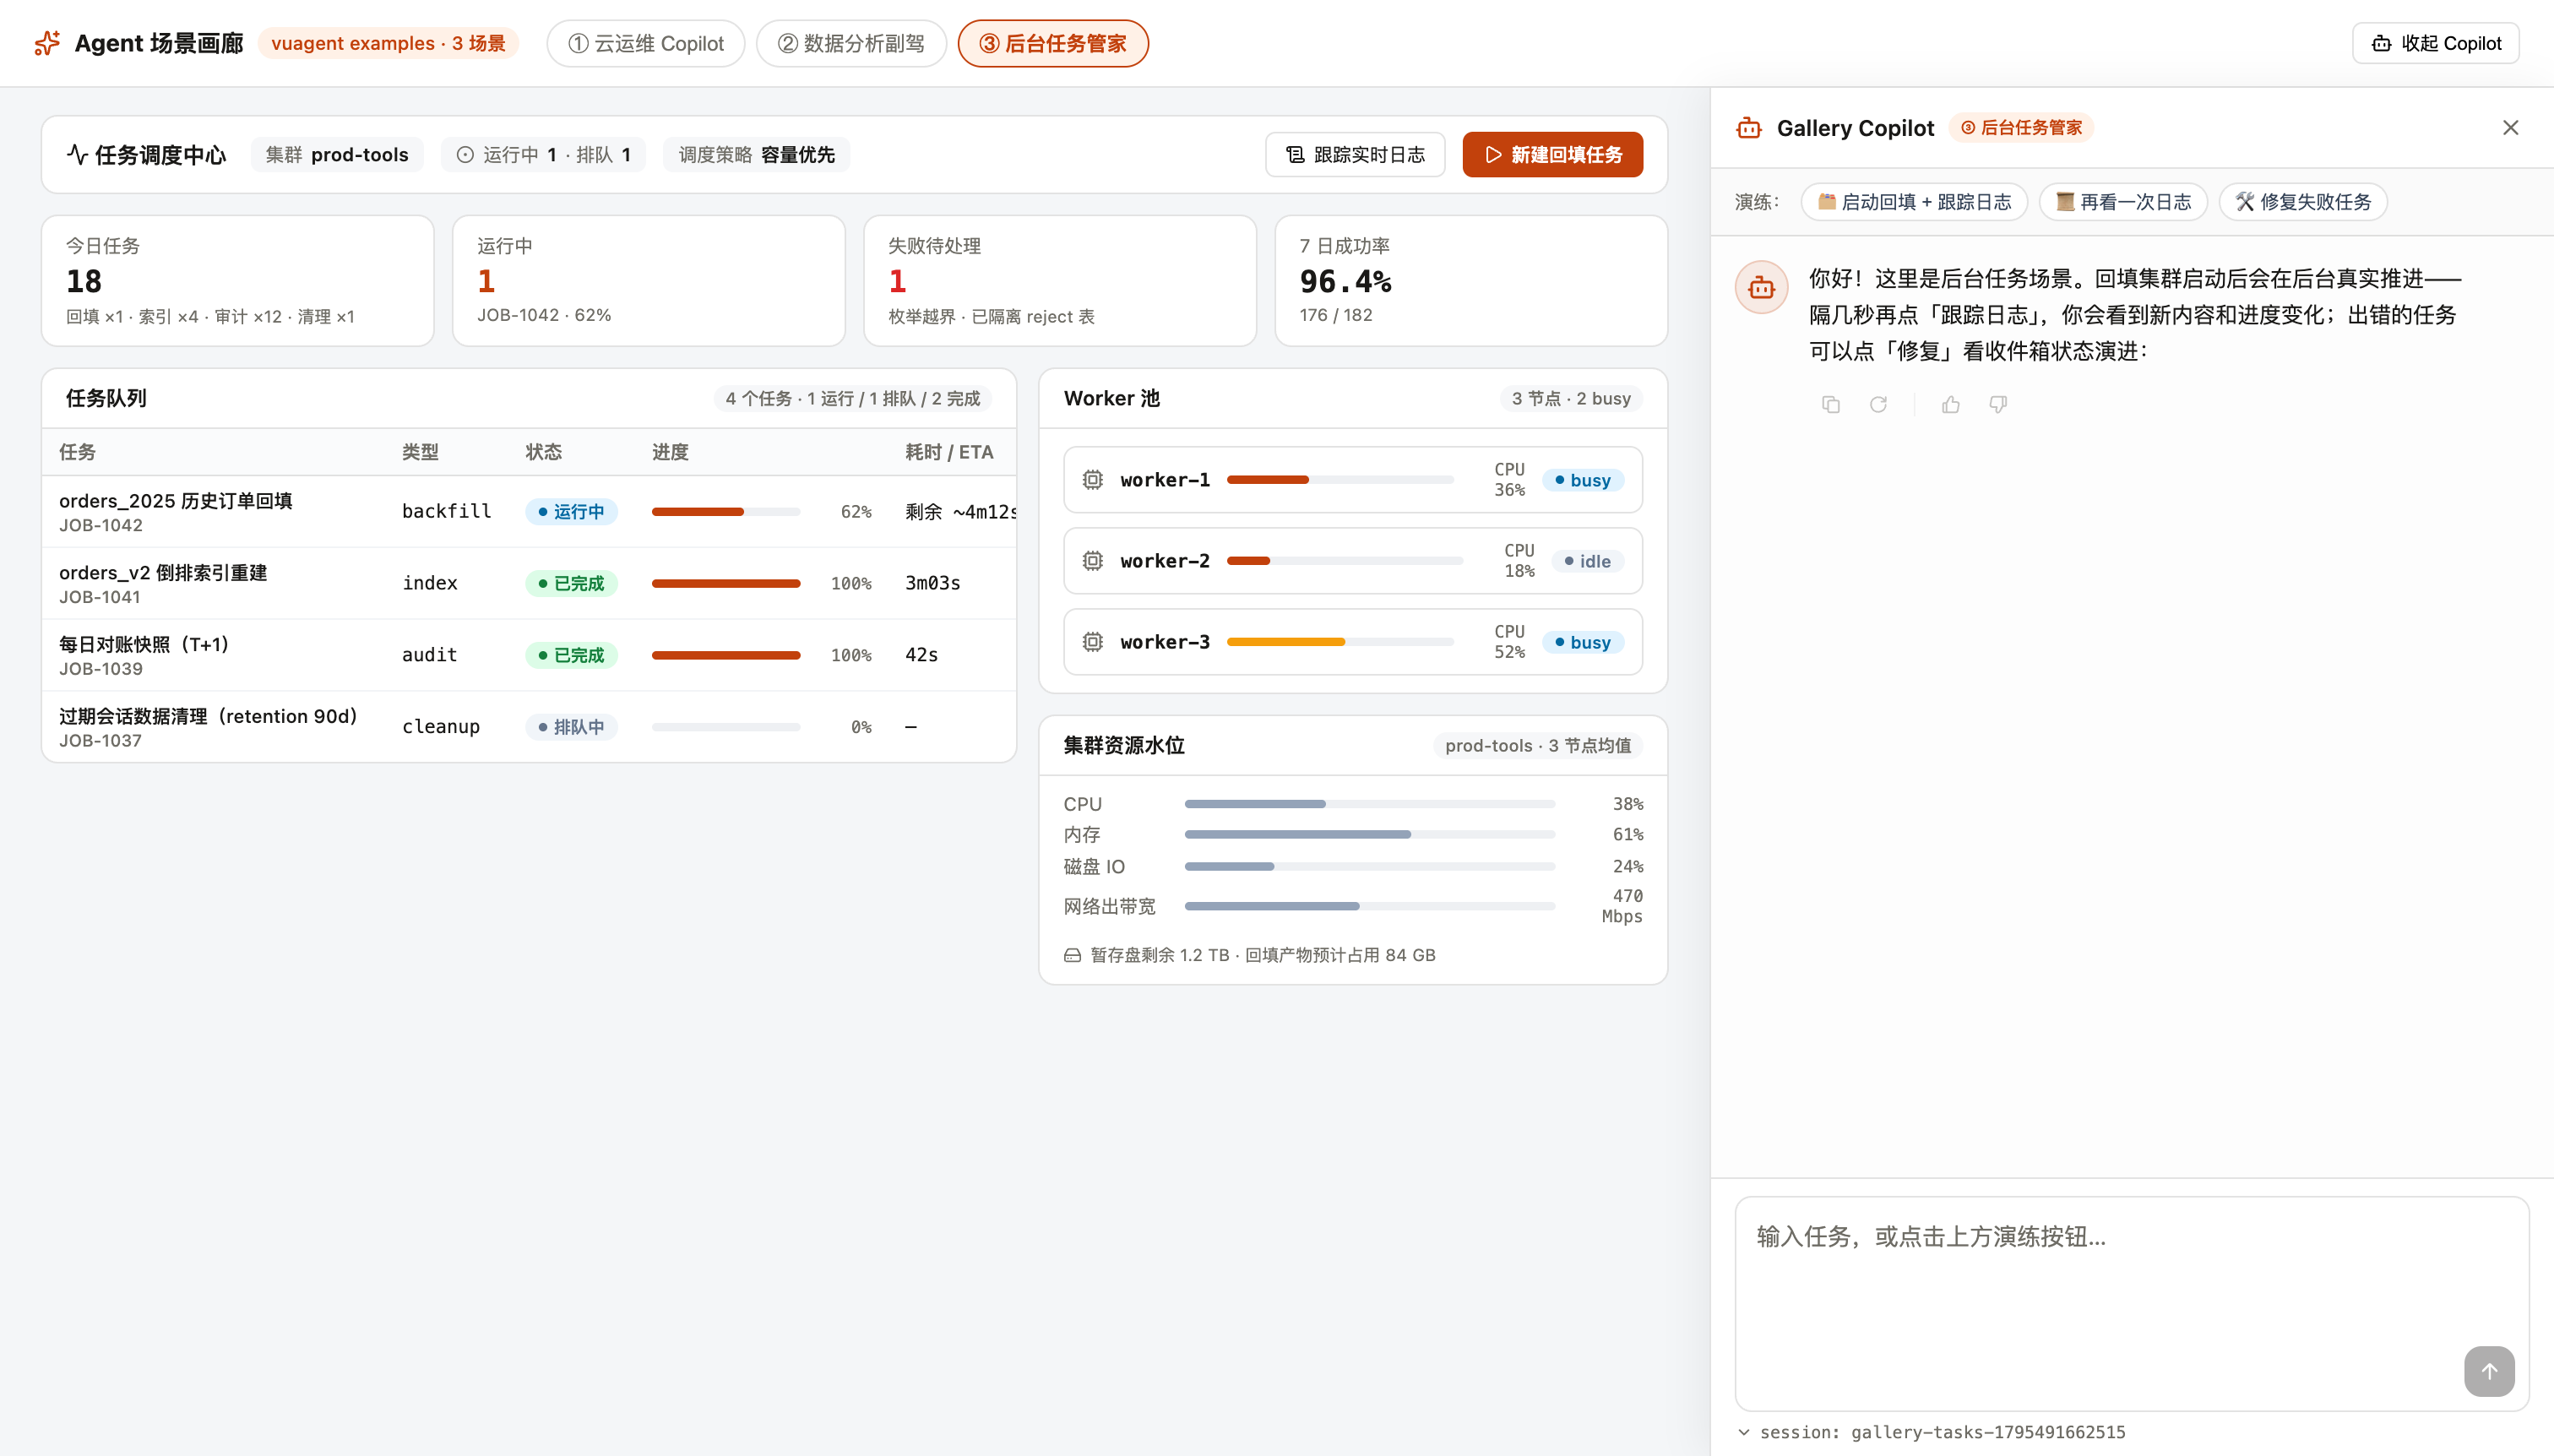 Agent 场景画廊
vuagent examples · 3 场景
① 云运维 Copilot
② 数据分析副驾
③ 后台任务管家
收起 Copilot
任务调度中心
集群 prod-tools
运行中 1 · 排队 1
调度策略 容量优先
跟踪实时日志
新建回填任务
今日任务
18
回填 ×1 · 索引 ×4 · 审计 ×12 · 清理 ×1
运行中
1
JOB-1042 · 62%
失败待处理
1
枚举越界 · 已隔离 reject 表
7 日成功率
96.4%
176 / 182
任务队列
4 个任务 · 1 运行 / 1 排队 / 2 完成
任务 类型 状态 进度 耗时 / ETA
orders_2025 历史订单回填
JOB-1042
backfill
运行中
62%
剩余 ~4m12s
orders_v2 倒排索引重建
JOB-1041
index
已完成
100%
3m03s
每日对账快照（T+1）
JOB-1039
audit
已完成
100%
42s
过期会话数据清理（retention 90d）
JOB-1037
cleanup
排队中
0%
—
Worker 池
3 节点 · 2 busy
worker-1
CPU
36%
busy
worker-2
CPU
18%
idle
worker-3
CPU
52%
busy
集群资源水位
prod-tools · 3 节点均值
CPU 38%
内存 61%
磁盘 IO 24%
网络出带宽
470
Mbps
暂存盘剩余 1.2 TB · 回填产物预计占用 84 GB
Gallery Copilot
③ 后台任务管家
演练：
启动回填 + 跟踪日志
再看一次日志
修复失败任务
你好！这里是后台任务场景。回填集群启动后会在后台真实推进——
隔几秒再点「跟踪日志」，你会看到新内容和进度变化；出错的任务
可以点「修复」看收件箱状态演进：
输入任务，或点击上方演练按钮...
session: gallery-tasks-1795491662515